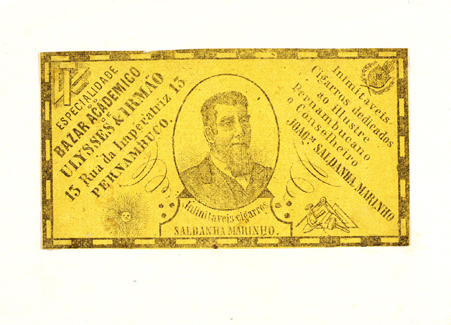 ESPECIALIDADE
DO
BAZAR ACADEMICO
DE
ULYSSES & IRMÃO
13 Rua da Imperatriz 13
PERNAMBUCO.
Inimitaveis cigarros
SALDANHA MARINHO.
Inimitaveis
Cigarros dedicados
ao Illustre
Pernambucano
o Conselheiro
JOAQ.^M SALDANHA MARINHO